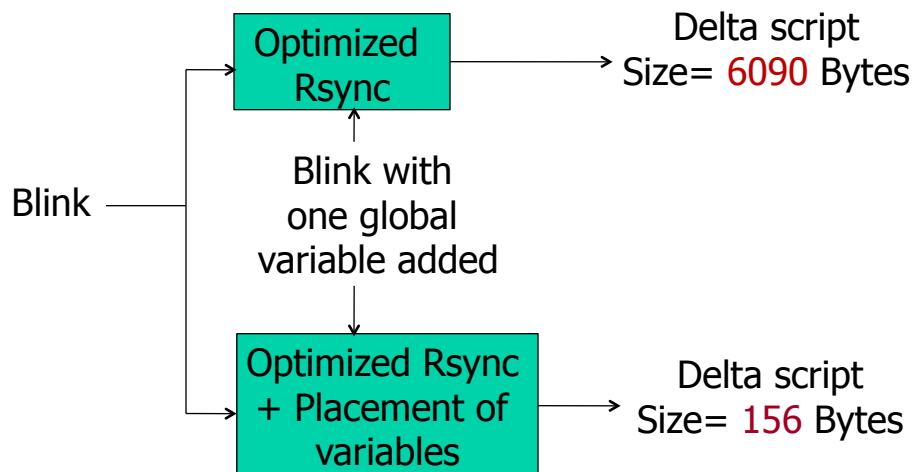 Optimized
Rsync
Delta script
Size= 6090 Bytes
Blink
Blink with
one global
variable added
Optimized Rsync
+ Placement of
variables
Delta script
Size= 156 Bytes